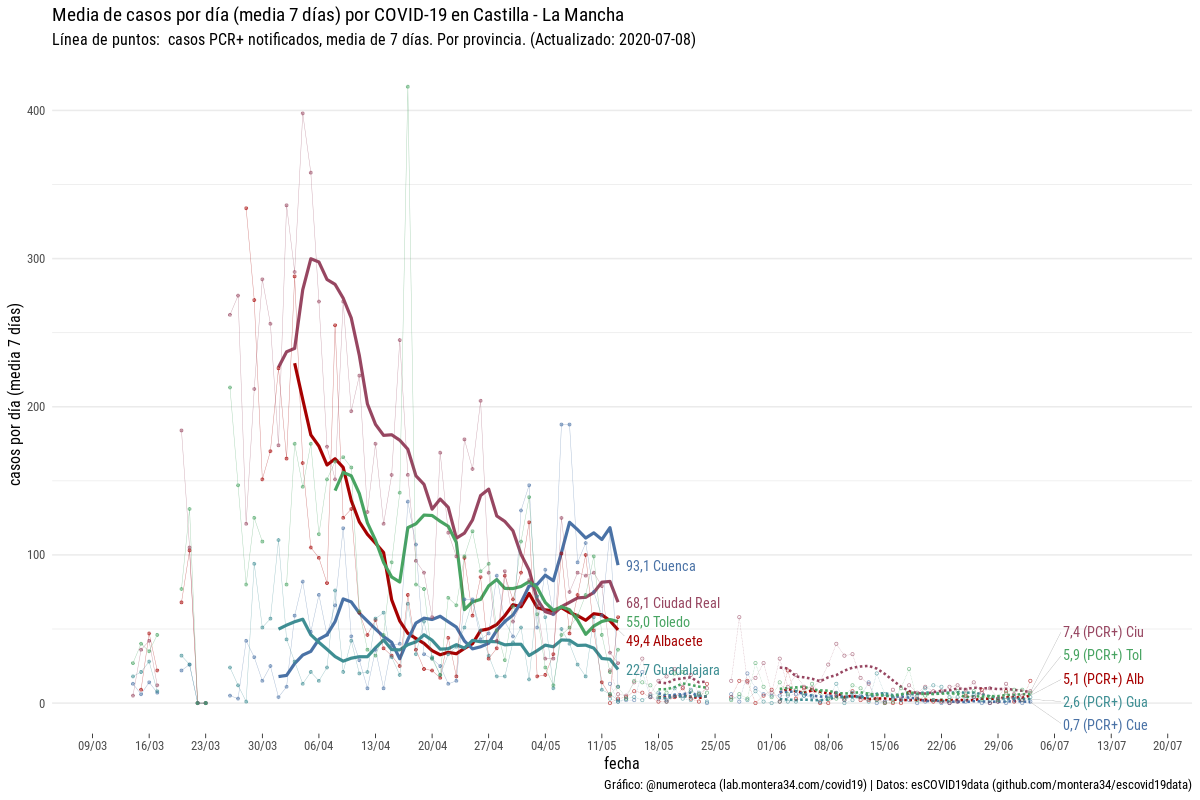 Media de casos por día (media 7 días) por COVID-19 en Castilla - La Mancha
Línea de puntos:  casos PCR+ notificados, media de 7 días. Por provincia. (Actualizado: 2020-07-08)
casos por día (media 7 días)
400
300
200
100
0
93,1 Cuenca
68,1 Ciudad Real
55,0 Toledo
49,4 Albacete
22,7 Guadalajara
7,4 (PCR+) Ciu
5,9 (PCR+) Tol
5,1 (PCR+) Alb
2,6 (PCR+) Gua
0,7 (PCR+) Cue
09/03 16/03 23/03 30/03 06/04 13/04 20/04 27/04 04/05 11/05 18/05 25/05 01/06 08/06 15/06 22/06 29/06 06/07 13/07 20/07
fecha
Gráfico: @numeroteca (lab.montera34.com/covid19) | Datos: esCOVID19data (github.com/montera34/escovid19data)